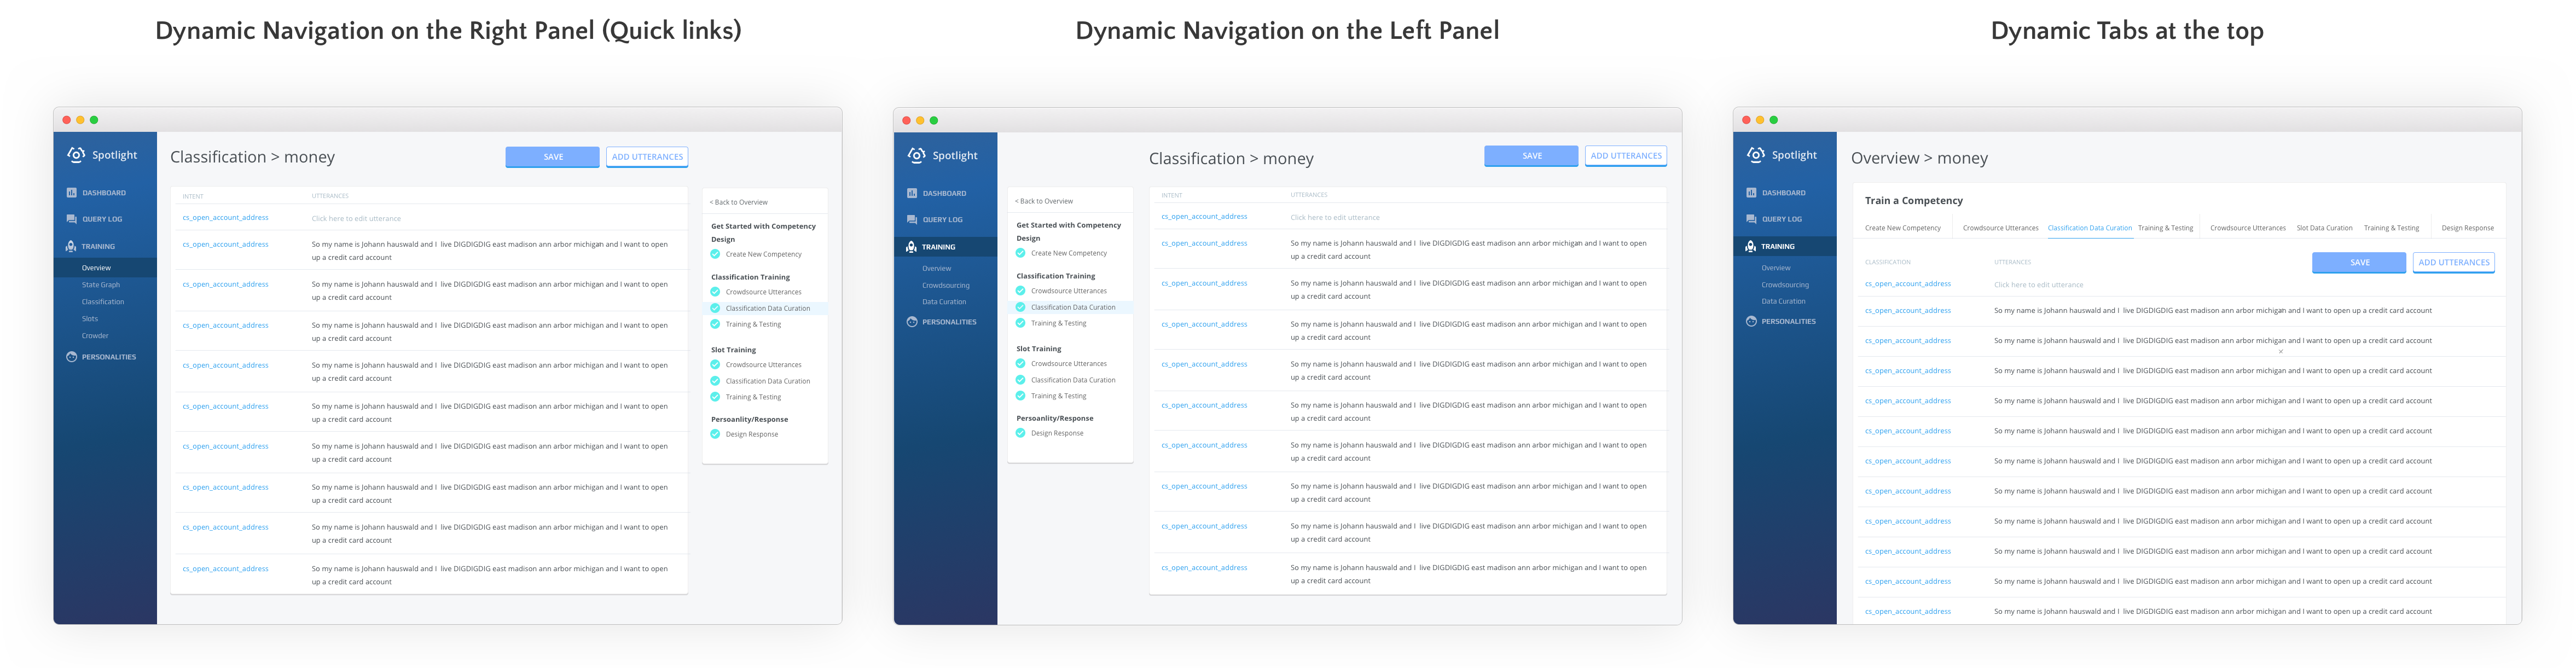 Dynamic Navigation on the Right Panel (Quick links)
Spotlight
DASHBOARD
QUERY LOG
TRAINING
Overview
State Graph
Classification
Slots
Crowder
PERSONALITIES
Classification > money
SAVE
ADD UTTERANCES
INTENT UTTERANCES
cs_open_account_address Click here to edit utterance
cs_open_account_address So my name is Johann hauswald and I live DIGDIGDIG east madison ann arbor michigan and I want to open
up a credit card account
cs_open_account_address So my name is Johann hauswald and I live DIGDIGDIG east madison ann arbor michigan and I want to open
up a credit card account
cs_open_account_address So my name is Johann hauswald and I live DIGDIGDIG east madison ann arbor michigan and I want to open
up a credit card account
cs_open_account_address So my name is Johann hauswald and I live DIGDIGDIG east madison ann arbor michigan and I want to open
up a credit card account
cs_open_account_address So my name is Johann hauswald and I live DIGDIGDIG east madison ann arbor michigan and I want to open
up a credit card account
cs_open_account_address So my name is Johann hauswald and I live DIGDIGDIG east madison ann arbor michigan and I want to open
up a credit card account
cs_open_account_address So my name is Johann hauswald and I live DIGDIGDIG east madison ann arbor michigan and I want to open
up a credit card account
cs_open_account_address So my name is Johann hauswald and I live DIGDIGDIG east madison ann arbor michigan and I want to open
up a credit card account
cs_open_account_address So my name is Johann hauswald and I live DIGDIGDIG east madison ann arbor michigan and I want to open
up a credit card account
< Back to Overview
Get Started with Competency
Design
Create New Competency
Classification Training
Crowdsource Utterances
Classification Data Curation
Training & Testing
Slot Training
Crowdsource Utterances
Classification Data Curation
Training & Testing
Persoanlity/Response
Design Response
Dynamic Navigation on the Left Panel
Spotlight
DASHBOARD
QUERY LOG
TRAINING
Overview
Crowdsourcing
Data Curation
PERSONALITIES
< Back to Overview
Get Started with Competency
Design
Create New Competency
Classification Training
Crowdsource Utterances
Classification Data Curation
Training & Testing
Slot Training
Crowdsource Utterances
Classification Data Curation
Training & Testing
Persoanlity/Response
Design Response
Classification > money
SAVE
ADD UTTERANCES
INTENT UTTERANCES
cs_open_account_address Click here to edit utterance
cs_open_account_address So my name is Johann hauswald and I live DIGDIGDIG east madison ann arbor michigan and I want to open
up a credit card account
cs_open_account_address So my name is Johann hauswald and I live DIGDIGDIG east madison ann arbor michigan and I want to open
up a credit card account
cs_open_account_address So my name is Johann hauswald and I live DIGDIGDIG east madison ann arbor michigan and I want to open
up a credit card account
cs_open_account_address So my name is Johann hauswald and I live DIGDIGDIG east madison ann arbor michigan and I want to open
up a credit card account
cs_open_account_address So my name is Johann hauswald and I live DIGDIGDIG east madison ann arbor michigan and I want to open
up a credit card account
cs_open_account_address So my name is Johann hauswald and I live DIGDIGDIG east madison ann arbor michigan and I want to open
up a credit card account
cs_open_account_address So my name is Johann hauswald and I live DIGDIGDIG east madison ann arbor michigan and I want to open
up a credit card account
cs_open_account_address So my name is Johann hauswald and I live DIGDIGDIG east madison ann arbor michigan and I want to open
up a credit card account
cs_open_account_address So my name is Johann hauswald and I live DIGDIGDIG east madison ann arbor michigan and I want to open
up a credit card account
Dynamic Tabs at the top
Spotlight
DASHBOARD
QUERY LOG
TRAINING
Overview
Crowdsourcing
Data Curation
PERSONALITIES
Overview > money
Train a Competency
Create New Competency Crowdsource Utterances Classification Data Curation Training & Testing Crowdsource Utterances Slot Data Curation Training & Testing Design Response
CLASSIFICATION UTTERANCES SAVE ADD UTTERANCES
cs_open_account_address Click here to edit utterance
cs_open_account_address So my name is Johann hauswald and I live DIGDIGDIG east madison ann arbor michigan and I want to open up a credit card account
cs_open_account_address So my name is Johann hauswald and I live DIGDIGDIG east madison ann arbor michigan and I want to open up a credit card account
cs_open_account_address So my name is Johann hauswald and I live DIGDIGDIG east madison ann arbor michigan and I want to open up a credit card account
cs_open_account_address So my name is Johann hauswald and I live DIGDIGDIG east madison ann arbor michigan and I want to open up a credit card account
cs_open_account_address So my name is Johann hauswald and I live DIGDIGDIG east madison ann arbor michigan and I want to open up a credit card account
cs_open_account_address So my name is Johann hauswald and I live DIGDIGDIG east madison ann arbor michigan and I want to open up a credit card account
cs_open_account_address So my name is Johann hauswald and I live DIGDIGDIG east madison ann arbor michigan and I want to open up a credit card account
cs_open_account_address So my name is Johann hauswald and I live DIGDIGDIG east madison ann arbor michigan and I want to open up a credit card account
cs_open_account_address So my name is Johann hauswald and I live DIGDIGDIG east madison ann arbor michigan and I want to open up a credit card account
cs_open_account_address So my name is Johann hauswald and I live DIGDIGDIG east madison ann arbor michigan and I want to open up a credit card account
cs_open_account_address So my name is Johann hauswald and I live DIGDIGDIG east madison ann arbor michigan and I want to open up a credit card account